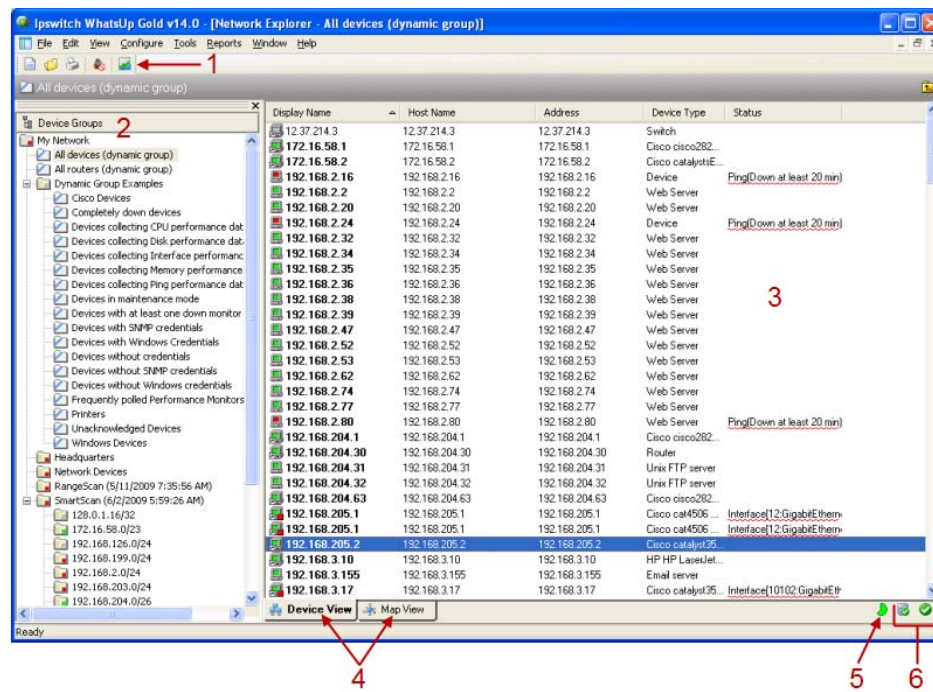 Ipswitch WhatsUp Gold v14.0 - [Network Explorer - All devices (dynamic group)]
File Edit View Configure Tools Reports Window Help
1
All devices (dynamic group)
Device Groups 2
My Network
All devices (dynamic group)
All routers (dynamic group)
Dynamic Group Examples
Cisco Devices
Completely down devices
Devices collecting CPU performance dat
Devices collecting Disk performance dat
Devices collecting Interface performanc
Devices collecting Memory performance
Devices collecting Ping performance dat
Devices in maintenance mode
Devices with at least one down monitor
Devices with SNMP credentials
Devices with Windows Credentials
Devices without credentials
Devices without SNMP credentials
Devices without Windows credentials
Frequently polled Performance Monitors
Printers
Unacknowledged Devices
Windows Devices
Headquarters
Network Devices
RangeScan (5/11/2009 7:35:56 AM)
SmartScan (6/2/2009 5:59:26 AM)
128.0.1.16/32
172.16.58.0/23
192.168.126.0/24
192.168.199.0/24
192.168.2.0/24
192.168.203.0/24
192.168.204.0/26
Display Name Host Name Address Device Type Status
12.37.214.3 12.37.214.3 12.37.214.3 Switch
172.16.58.1 172.16.58.1 172.16.58.1 Cisco cisco282...
172.16.58.2 172.16.58.2 172.16.58.2 Cisco catalystsE...
192.168.2.16 192.168.2.16 192.168.2.16 Device Ping(Down at least 20 min)
192.168.2.2 192.168.2.2 192.168.2.2 Web Server
192.168.2.20 192.168.2.20 192.168.2.20 Web Server
192.168.2.24 192.168.2.24 192.168.2.24 Device Ping(Down at least 20 min)
192.168.2.32 192.168.2.32 192.168.2.32 Web Server
192.168.2.34 192.168.2.34 192.168.2.34 Web Server
192.168.2.35 192.168.2.35 192.168.2.35 Web Server
192.168.2.36 192.168.2.36 192.168.2.36 Web Server
192.168.2.38 192.168.2.38 192.168.2.38 Web Server
3
192.168.2.39 192.168.2.39 192.168.2.39 Web Server
192.168.2.47 192.168.2.47 192.168.2.47 Web Server
192.168.2.52 192.168.2.52 192.168.2.52 Web Server
192.168.2.53 192.168.2.53 192.168.2.53 Web Server
192.168.2.62 192.168.2.62 192.168.2.62 Web Server
192.168.2.74 192.168.2.74 192.168.2.74 Web Server
192.168.2.77 192.168.2.77 192.168.2.77 Web Server
192.168.2.80 192.168.2.80 192.168.2.80 Web Server Ping(Down at least 20 min)
192.168.204.1 192.168.204.1 192.168.204.1 Cisco cisco282...
192.168.204.30 192.168.204.30 192.168.204.30 Router
192.168.204.31 192.168.204.31 192.168.204.31 Unix FTP server
192.168.204.32 192.168.204.32 192.168.204.32 Unix FTP server
192.168.204.63 192.168.204.63 192.168.204.63 Cisco cisco282...
192.168.205.1 192.168.205.1 192.168.205.1 Cisco cat4506 ... Interface[12:GigabitEthern
192.168.205.1 192.168.205.1 192.168.205.1 Cisco cat4506 ... Interface[12:GigabitEthern
192.168.205.2 192.168.205.2 192.168.205.2 Cisco catalyst35...
192.168.3.10 192.168.3.10 192.168.3.10 HP HP LaserJet...
192.168.3.155 192.168.3.155 192.168.3.155 Email server
192.168.3.17 192.168.3.17 192.168.3.17 Cisco catalyst35... Interface[10102:GigabitEth
Device View Map View
Ready
4 5 6